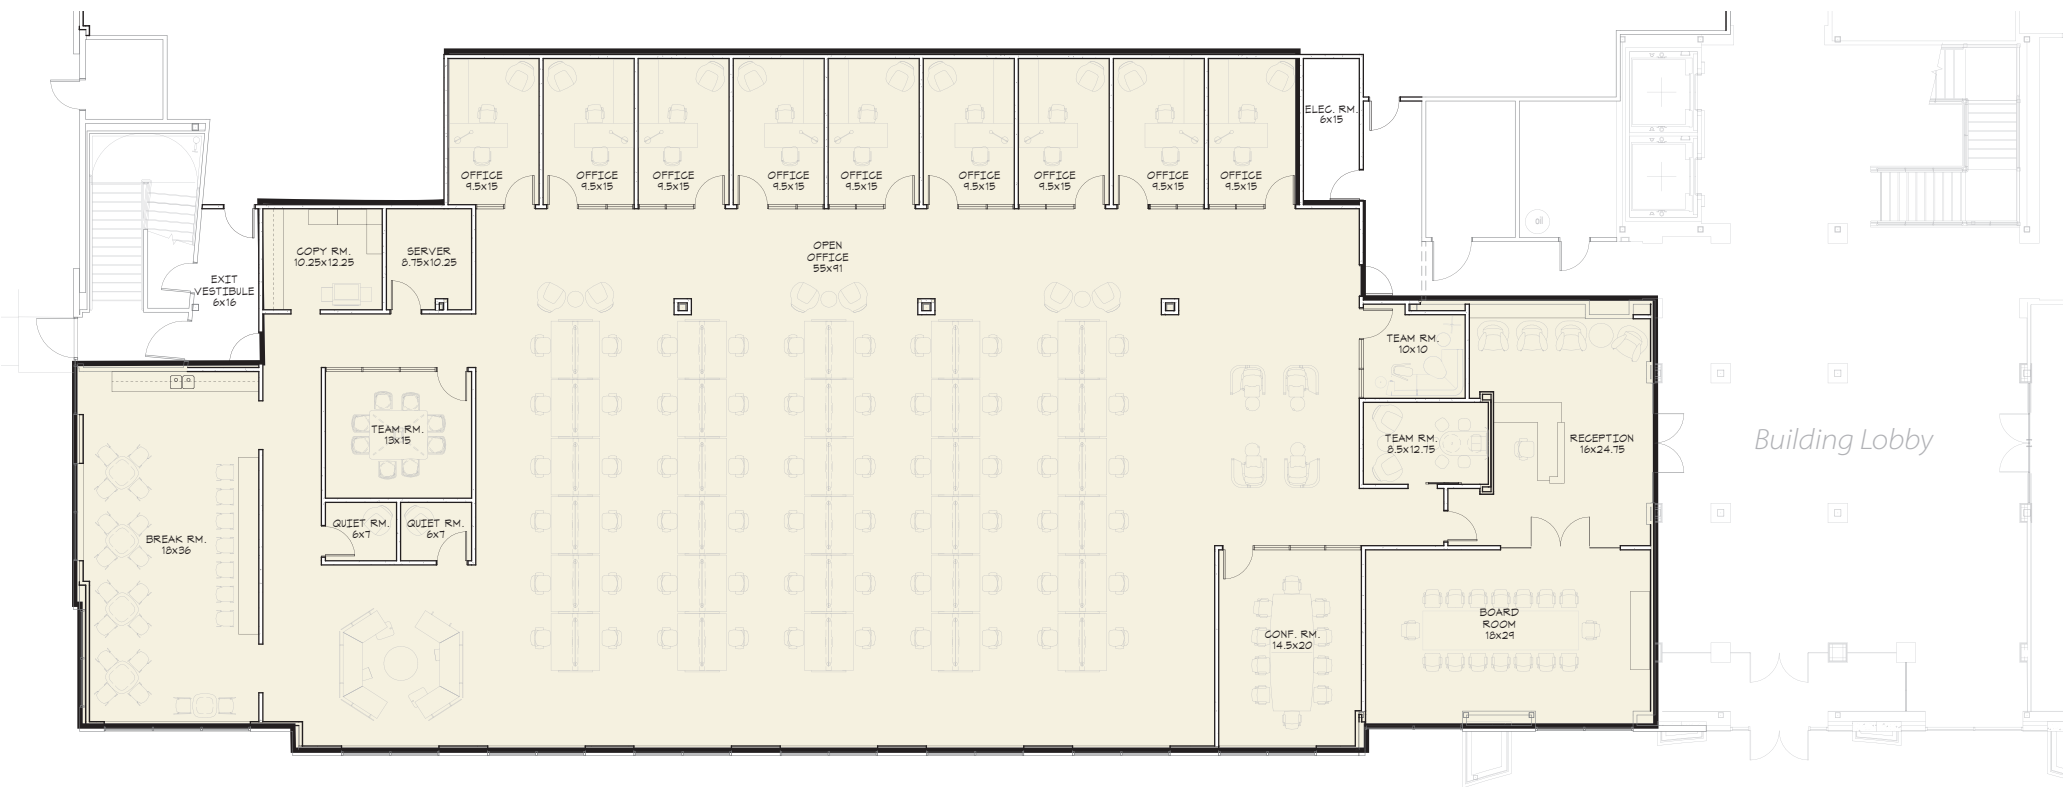 OFFICE
9.5x15
OFFICE
9.5x15
OFFICE
9.5x15
OFFICE
9.5x15
OFFICE
9.5x15
OFFICE
9.5x15
OFFICE
9.5x15
OFFICE
9.5x15
OFFICE
9.5x15
ELEC. RM.
6x15
COPY RM.
10.25x12.25
SERVER
8.75x10.25
OPEN
OFFICE
55x91
EXIT
VESTIBULE
6x16
oil
TEAM RM.
10x10
TEAM RM.
13x15
TEAM RM.
8.5x12.75
RECEPTION
16x24.75
Building Lobby
QUIET RM.
6x7
QUIET RM.
6x7
BREAK RM.
18x36
CONF. RM.
14.5x20
BOARD
ROOM
18x29